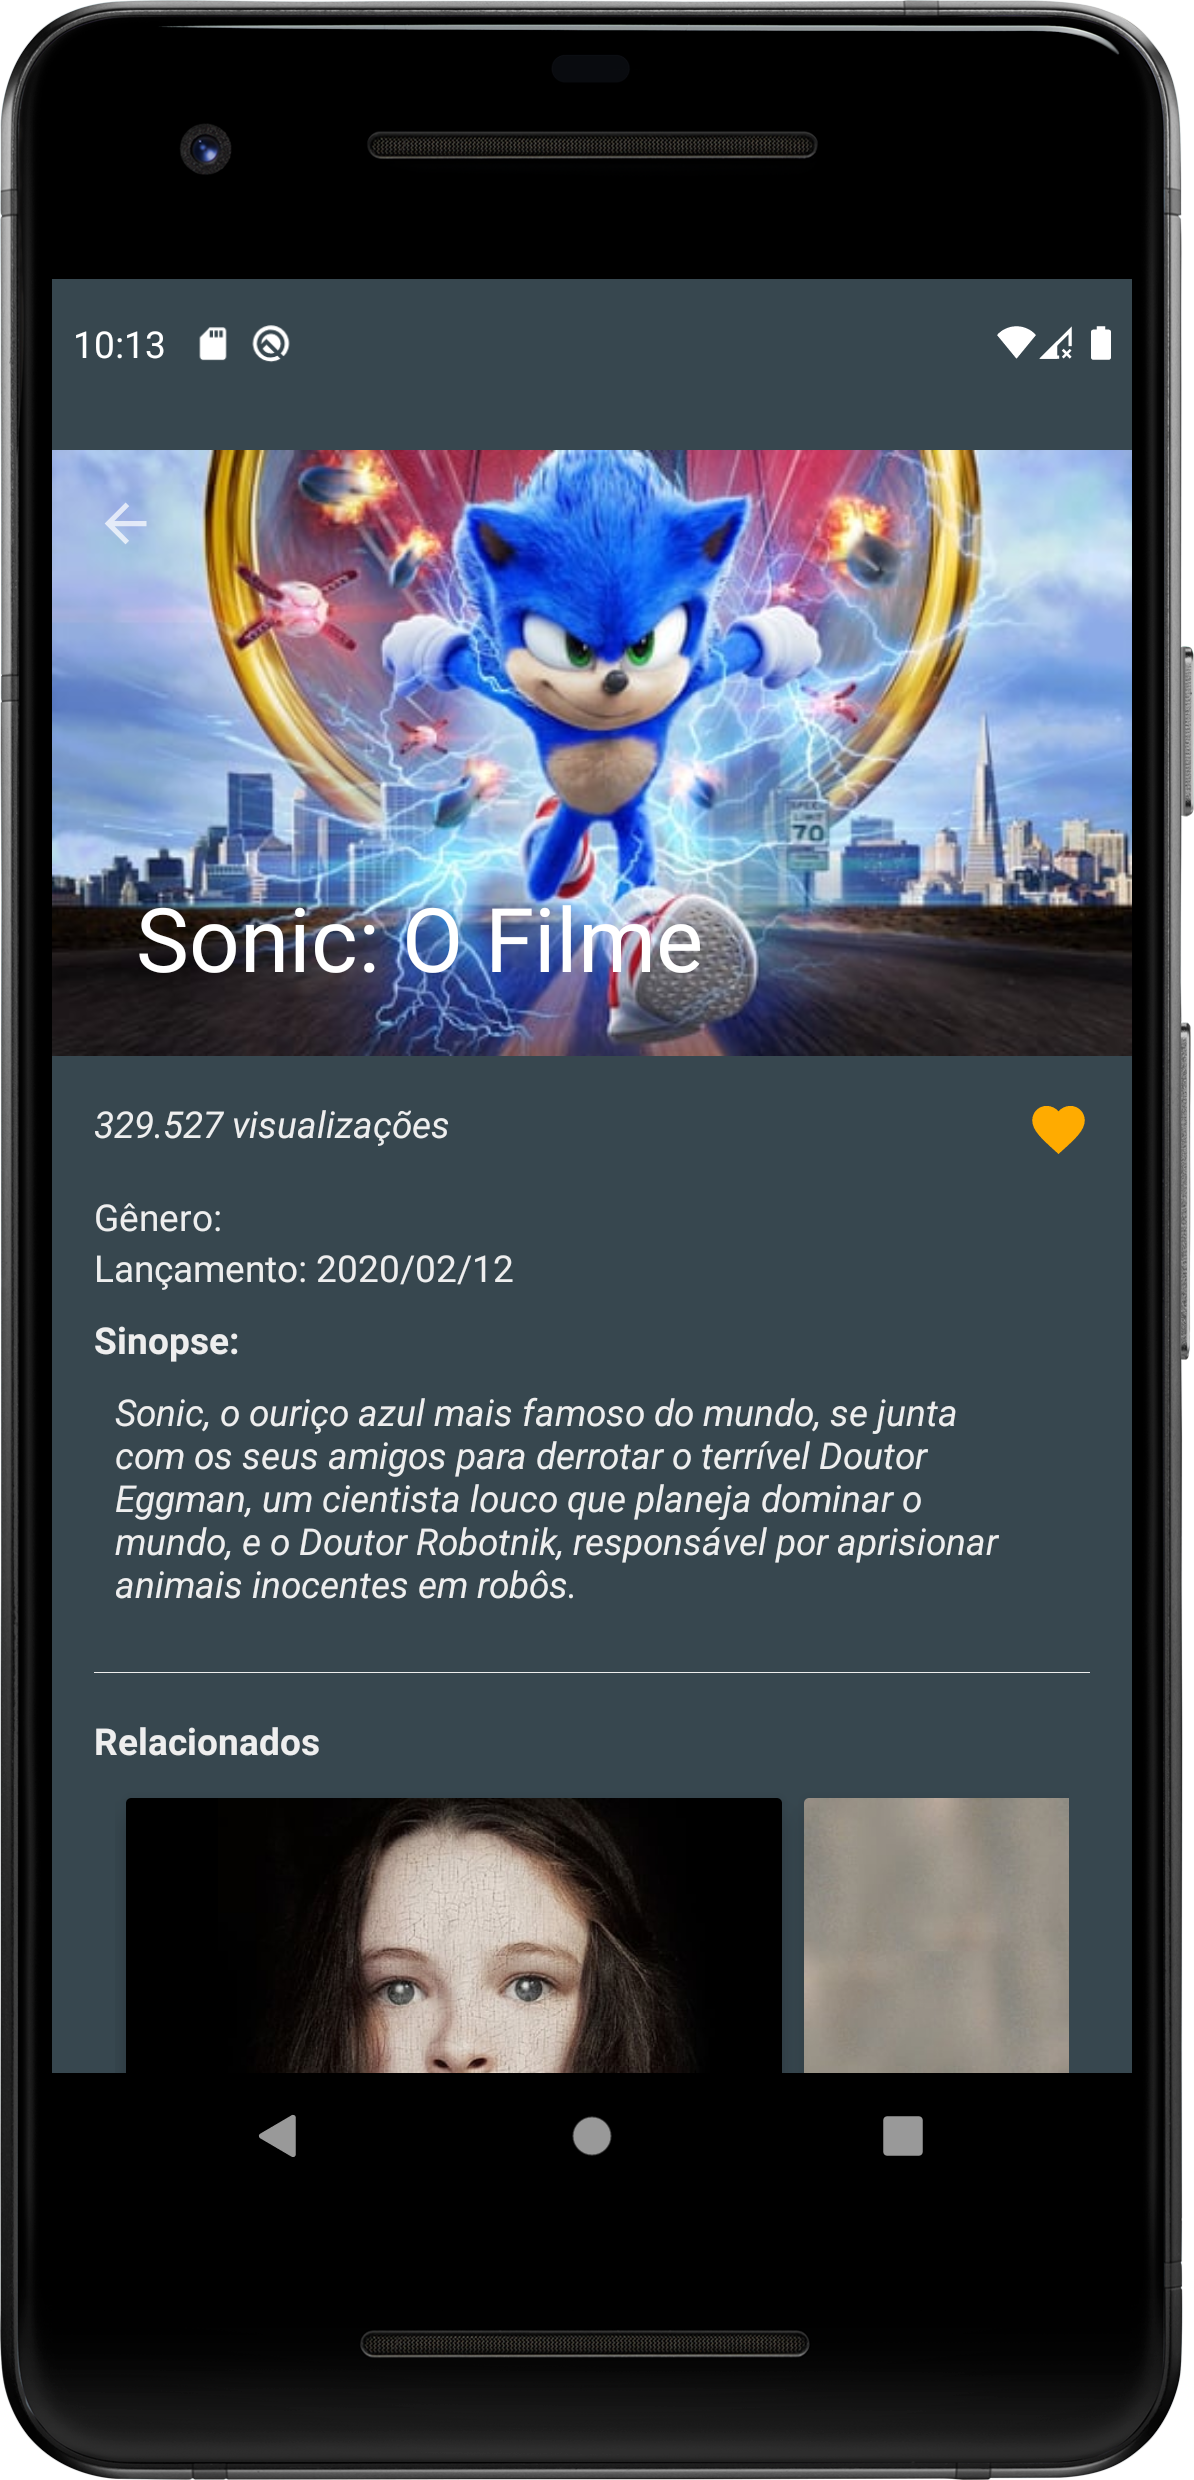 10:13
SPEED
LIMIT
70
Sonic: O Filme
329.527 visualizações
Gênero:
Lançamento: 2020/02/12
Sinopse:
Sonic, o ouriço azul mais famoso do mundo, se junta
com os seus amigos para derrotar o terrível Doutor
Eggman, um cientista louco que planeja dominar o
mundo, e o Doutor Robotnik, responsável por aprisionar
animais inocentes em robôs.
Relacionados